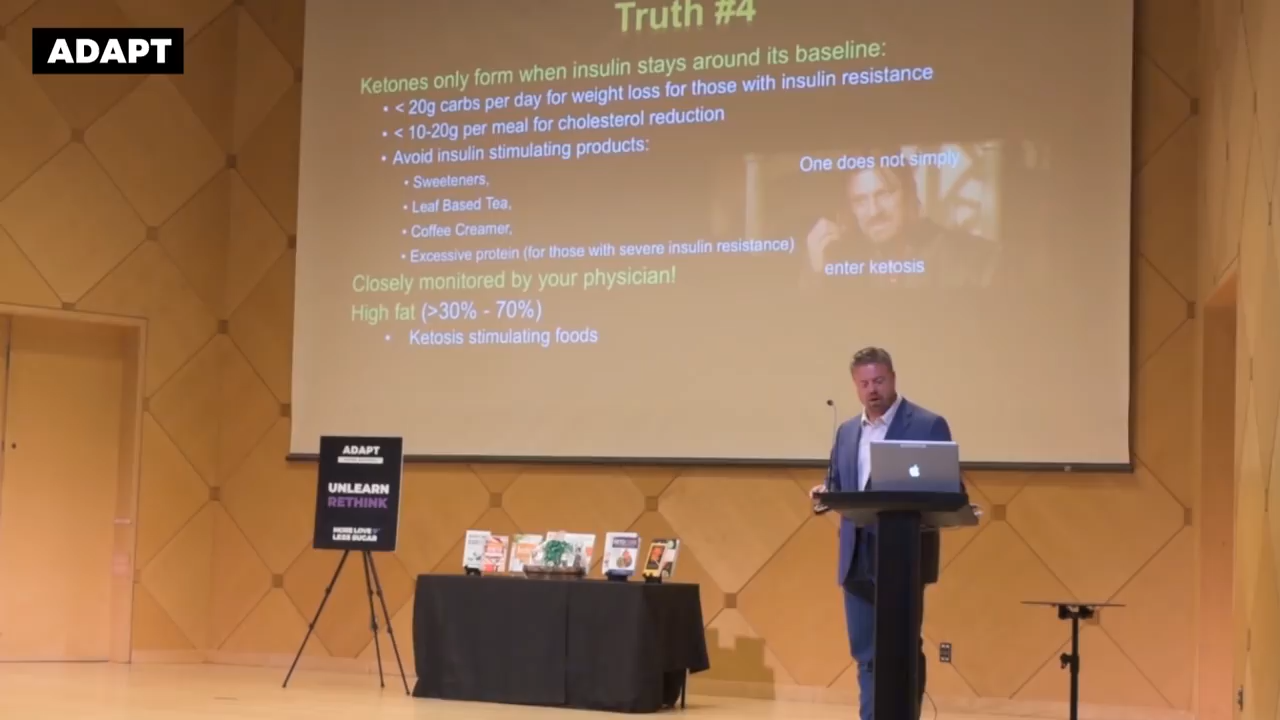 ADAPT
Truth #4
Ketones only form when insulin stays around its baseline:
• < 20g carbs per day for weight loss for those with insulin resistance
• < 10-20g per meal for cholesterol reduction
• Avoid insulin stimulating products:
• Sweeteners,
• Leaf Based Tea,
• Coffee Creamer,
• Excessive protein (for those with severe insulin resistance)
Closely monitored by your physician!
High fat (>30% - 70%)
• Ketosis stimulating foods
One does not simply
enter ketosis
ADAPT
UNLEARN
RETHINK
MORE LOVE
LESS SUGAR